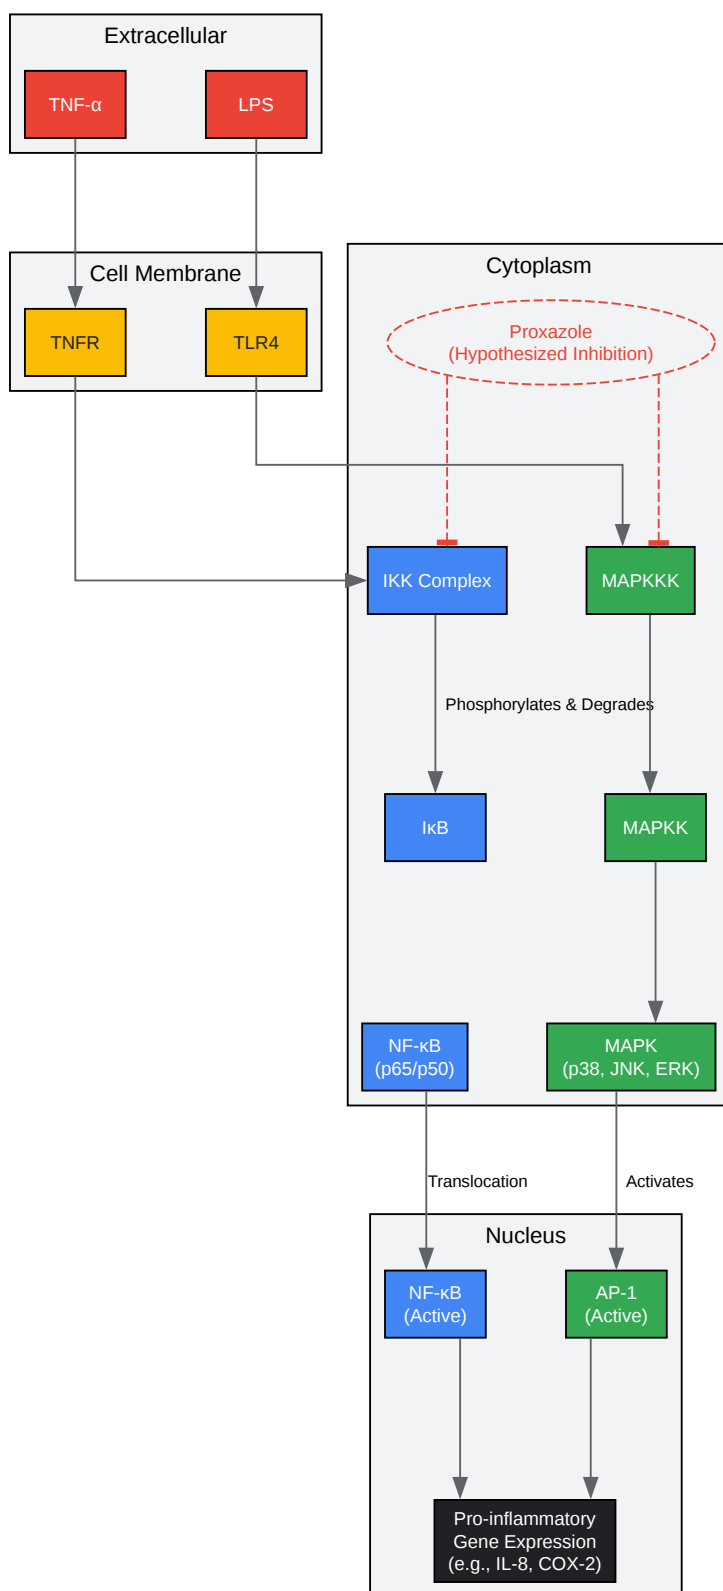 Extracellular
TNF-α
LPS
Cell Membrane
TNFR
TLR4
Cytoplasm
Proxazole
(Hypothesized Inhibition)
IKK Complex
MAPKKK
Phosphorylates & Degrades
IκB
MAPKK
NF-κB
(p65/p50)
MAPK
(p38, JNK, ERK)
Translocation
Activates
Nucleus
NF-κB
(Active)
AP-1
(Active)
Pro-inflammatory
Gene Expression
(e.g., IL-8, COX-2)